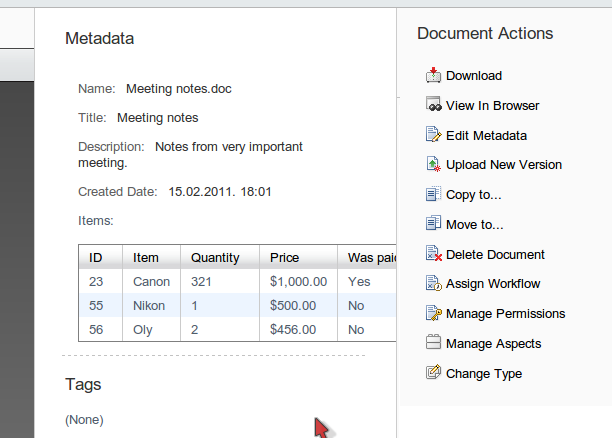 Metadata
Name: Meeting notes.doc
Title: Meeting notes
Description: Notes from very important
meeting.
Created Date: 15.02.2011. 18:01
Items:
ID Item Quantity Price Was paid
23 Canon 321 $1,000.00 Yes
55 Nikon 1 $500.00 No
56 Oly 2 $456.00 No
Tags
(None)
Document Actions
Download
View In Browser
Edit Metadata
Upload New Version
Copy to...
Move to...
Delete Document
Assign Workflow
Manage Permissions
Manage Aspects
Change Type